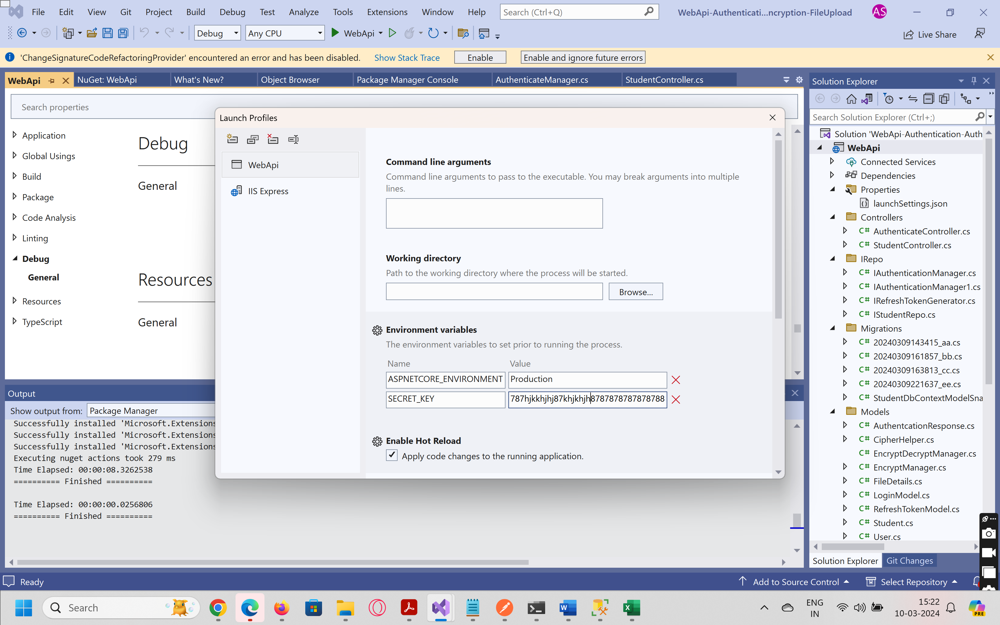 File Edit View Git Project Build Debug Test Analyze Tools Extensions Window Help Search (Ctrl+Q) WebApi-Authenticati...ncryption-FileUpload AS
Debug Any CPU WebApi Live Share
'ChangeSignatureCodeRefactoringProvider' encountered an error and has been disabled. Show Stack Trace Enable Enable and ignore future errors
WebApi NuGet: WebApi What's New? Object Browser Package Manager Console AuthenticateManager.cs StudentController.cs
Search properties
Application
Global Usings
Build
Package
Code Analysis
Linting
Debug
General
Resources
TypeScript
Debug
General
Resources
General
Launch Profiles
WebApi
IIS Express
Command line arguments
Command line arguments to pass to the executable. You may break arguments into multiple
lines.
Working directory
Path to the working directory where the process will be started.
Browse...
Environment variables
The environment variables to set prior to running the process.
Name Value
ASPNETCORE_ENVIRONMENT Production
SECRET_KEY 787hjkkhjhj87khjkhjh8787878787878788
Enable Hot Reload
Apply code changes to the running application.
Output
Show output from: Package Manager
Successfully installed 'Microsoft.Extensions
Successfully installed 'Microsoft.Extensions
Successfully installed 'Microsoft.Extensions
Executing nuget actions took 279 ms
Time Elapsed: 00:00:08.3262538
========== Finished ==========
Time Elapsed: 00:00:00.0256806
========== Finished ==========
Solution Explorer
Search Solution Explorer (Ctrl+;)
Solution 'WebApi-Authentication-Auth
WebApi
Connected Services
Dependencies
Properties
launchSettings.json
Controllers
C# AuthenticateController.cs
C# StudentController.cs
IRepo
C# IAuthenticationManager.cs
C# IAuthenticationManager1.cs
C# IRefreshTokenGenerator.cs
C# IStudentRepo.cs
Migrations
C# 20240309143415_aa.cs
C# 20240309161857_bb.cs
C# 20240309163813_cc.cs
C# 20240309221637_ee.cs
C# StudentDbContextModelSna
Models
C# AuthentcationResponse.cs
C# CipherHelper.cs
C# EncryptDecryptManager.cs
C# EncryptManager.cs
C# FileDetails.cs
C# LoginModel.cs
C# RefreshTokenModel.cs
C# Student.cs
C# User.cs
Solution Explorer Git Changes
Ready Add to Source Control Select Repository
Search ENG
IN
15:22
10-03-2024
PRE